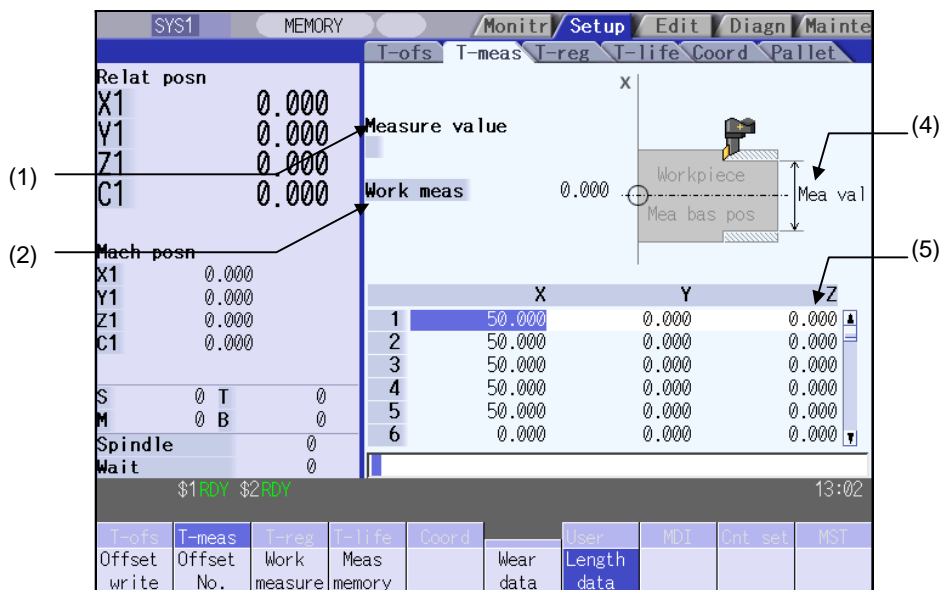 SYS1 MEMORY Monitr Setup Edit Diagn Mainte
T-ofs T-meas T-reg T-life Coord Pallet
Relat posn
X1 0.000
Y1 0.000
Z1 0.000
C1 0.000
Mach posn
X1 0.000
Y1 0.000
Z1 0.000
C1 0.000
S 0 T 0
M 0 B 0
Spindle 0
Wait 0
(1)
(2)
Measure value
Work meas 0.000
X
Workpiece
Mea bas pos
Mea val
(4)
(5)
X Y Z
1 50.000 0.000 0.000
2 50.000 0.000 0.000
3 50.000 0.000 0.000
4 50.000 0.000 0.000
5 50.000 0.000 0.000
6 0.000 0.000 0.000
$1 RDY $2 RDY 13:02
T-ofs T-meas T-reg T-life Coord User MDI Cnt set MST
Offset Offset Work Meas Wear Length
write No. measure memory data data